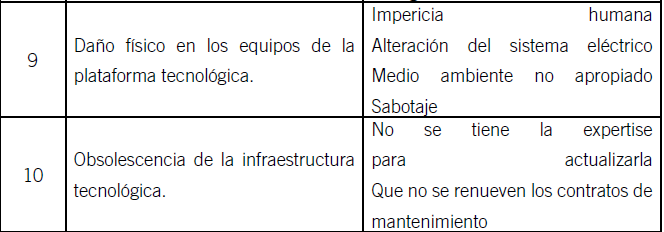 9
Daño físico en los equipos de la
plataforma tecnológica.
Impericia humana
Alteración del sistema eléctrico
Medio ambiente no apropiado
Sabotaje
10
Obsolescencia de la infraestructura
tecnológica.
No se tiene la expertise
para actualizarla
Que no se renueven los contratos de
mantenimiento